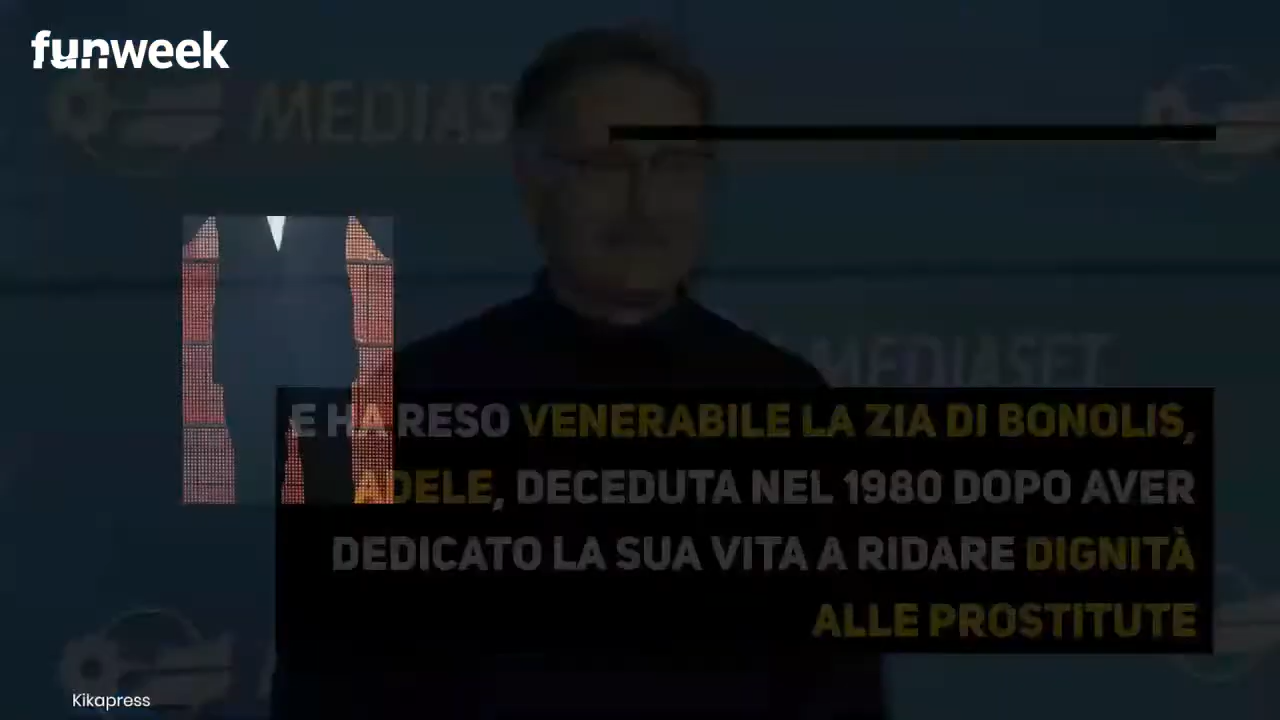 funweek
MEDIAS
E HA RESO VENERABILE LA ZIA DI BONOLIS,
ADELE, DECEDUTA NEL 1980 DOPO AVER
DEDICATO LA SUA VITA A RIDARE DIGNITÀ
ALLE PROSTITUTE
MEDIASET
Kikapress